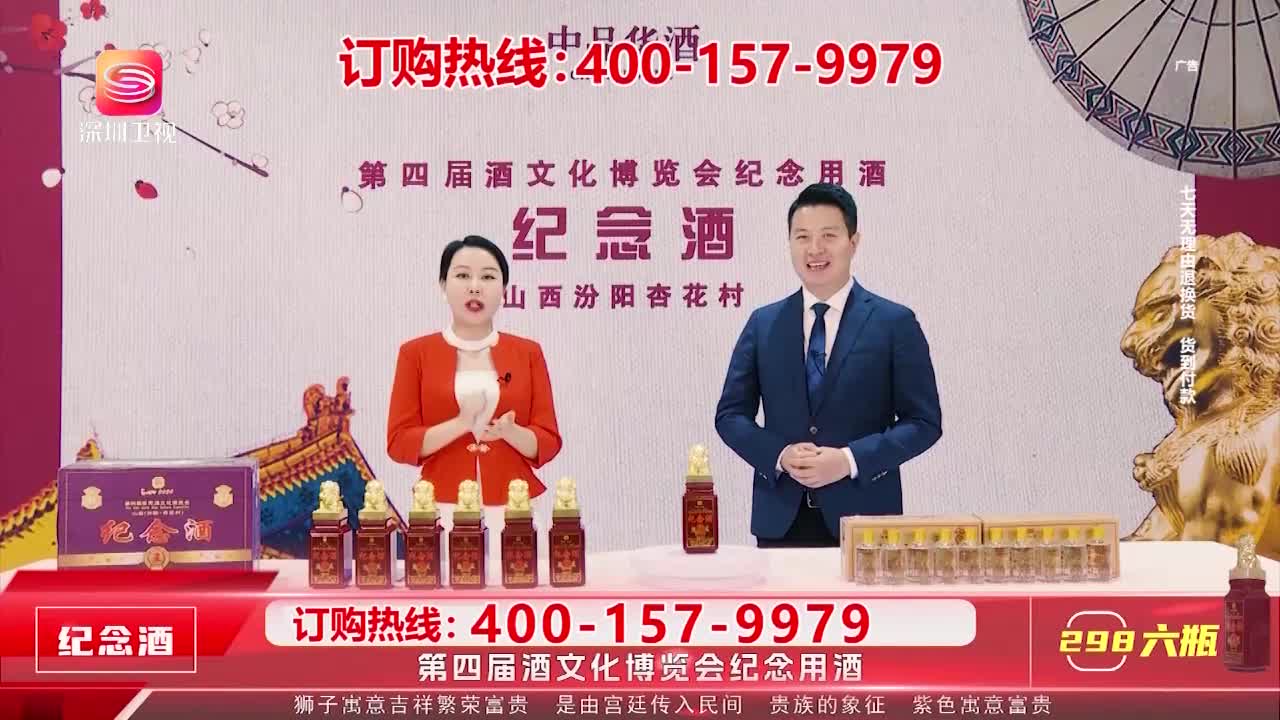 中品华酒
订购热线:400-157-9979
广告
深圳卫视
第四届酒文化博览会纪念用酒
纪念酒
山西汾阳杏花村
七天无理由退换货 货到付款
纪念酒
订购热线:400-157-9979
纪念酒
298六瓶
第四届酒文化博览会纪念用酒
狮子寓意吉祥繁荣富贵 是由宫廷传入民间 贵族的象征 紫色寓意富贵